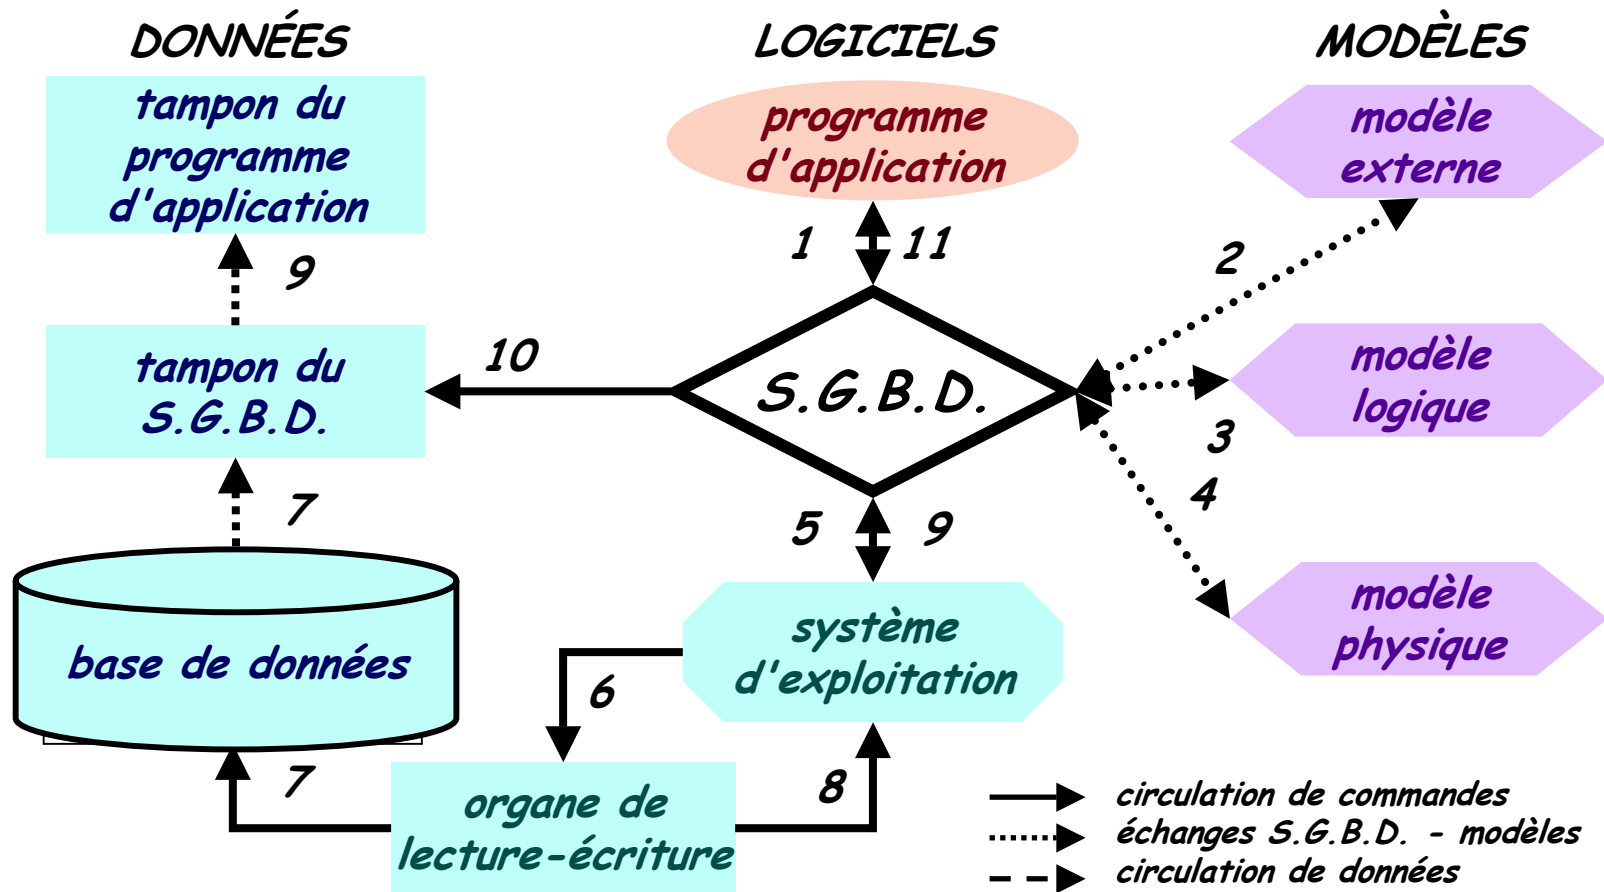 DONNÉES
LOGICIELS
MODÈLES
tampon du
programme
d'application
programme
d'application
modèle
externe
1
11
2
9
tampon du
S.G.B.D.
10
S.G.B.D.
modèle
logique
3
4
7
5
9
base de données
système
d'exploitation
modèle
physique
6
7
organe de
lecture-écriture
8
circulation de commandes
échanges S.G.B.D. - modèles
circulation de données